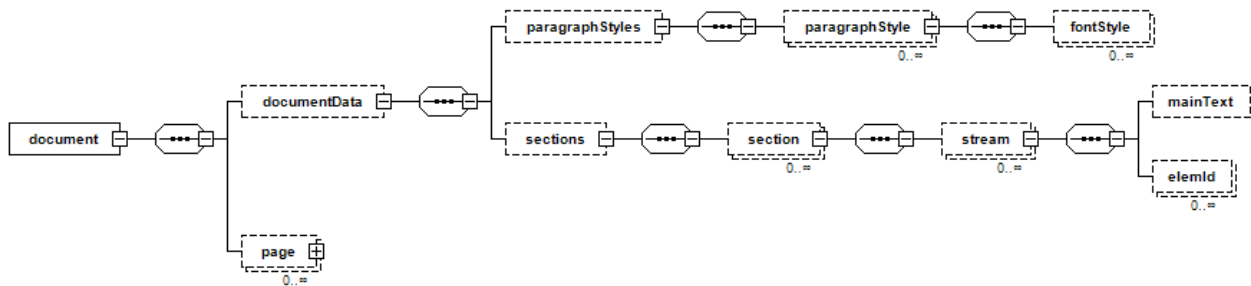 paragraphStyles
paragraphStyle
0..∞
fontStyle
0..∞
documentData
mainText
document
sections
section
0..∞
stream
0..∞
elemId
0..∞
page
0..∞